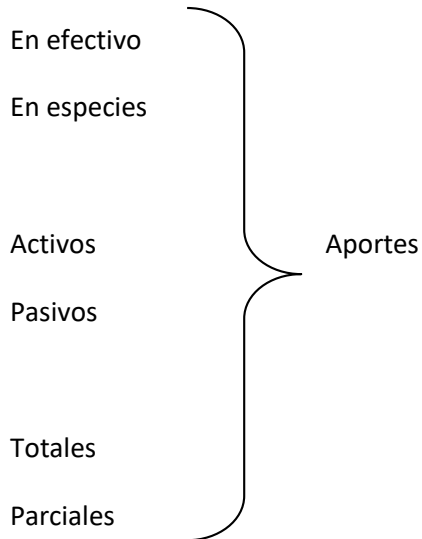 En efectivo
En especies
Activos
Aportes
Pasivos
Totales
Parciales